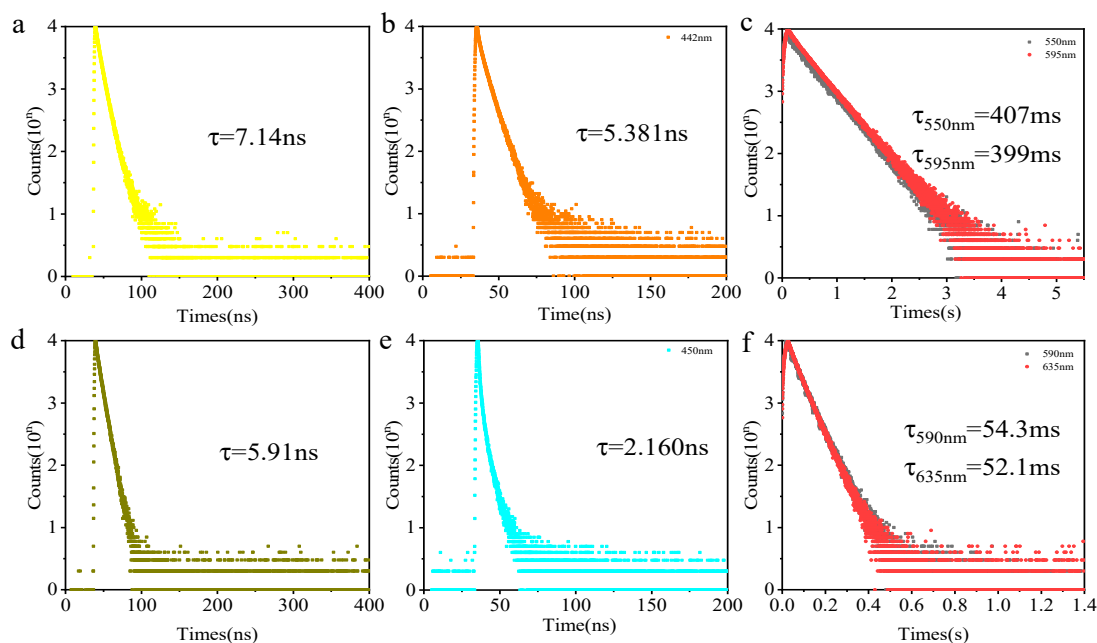 a
4
3
2
1
0
Counts(10ⁿ)
τ=7.14ns
0 100 200 300 400
Times(ns)
b
4
3
2
1
0
Counts(10ⁿ)
442nm
τ=5.381ns
0 50 100 150 200
Time(ns)
c
4
3
2
1
0
Counts(10ⁿ)
550nm
595nm
τ550nm=407ms
τ595nm=399ms
0 1 2 3 4 5
Times(s)
d
4
3
2
1
0
Counts(10ⁿ)
τ=5.91ns
0 100 200 300 400
Times(ns)
e
4
3
2
1
0
Counts(10ⁿ)
450nm
τ=2.160ns
0 50 100 150 200
Time(ns)
f
4
3
2
1
0
Counts(10ⁿ)
590nm
635nm
τ590nm=54.3ms
τ635nm=52.1ms
0.0 0.2 0.4 0.6 0.8 1.0 1.2 1.4
Times(s)